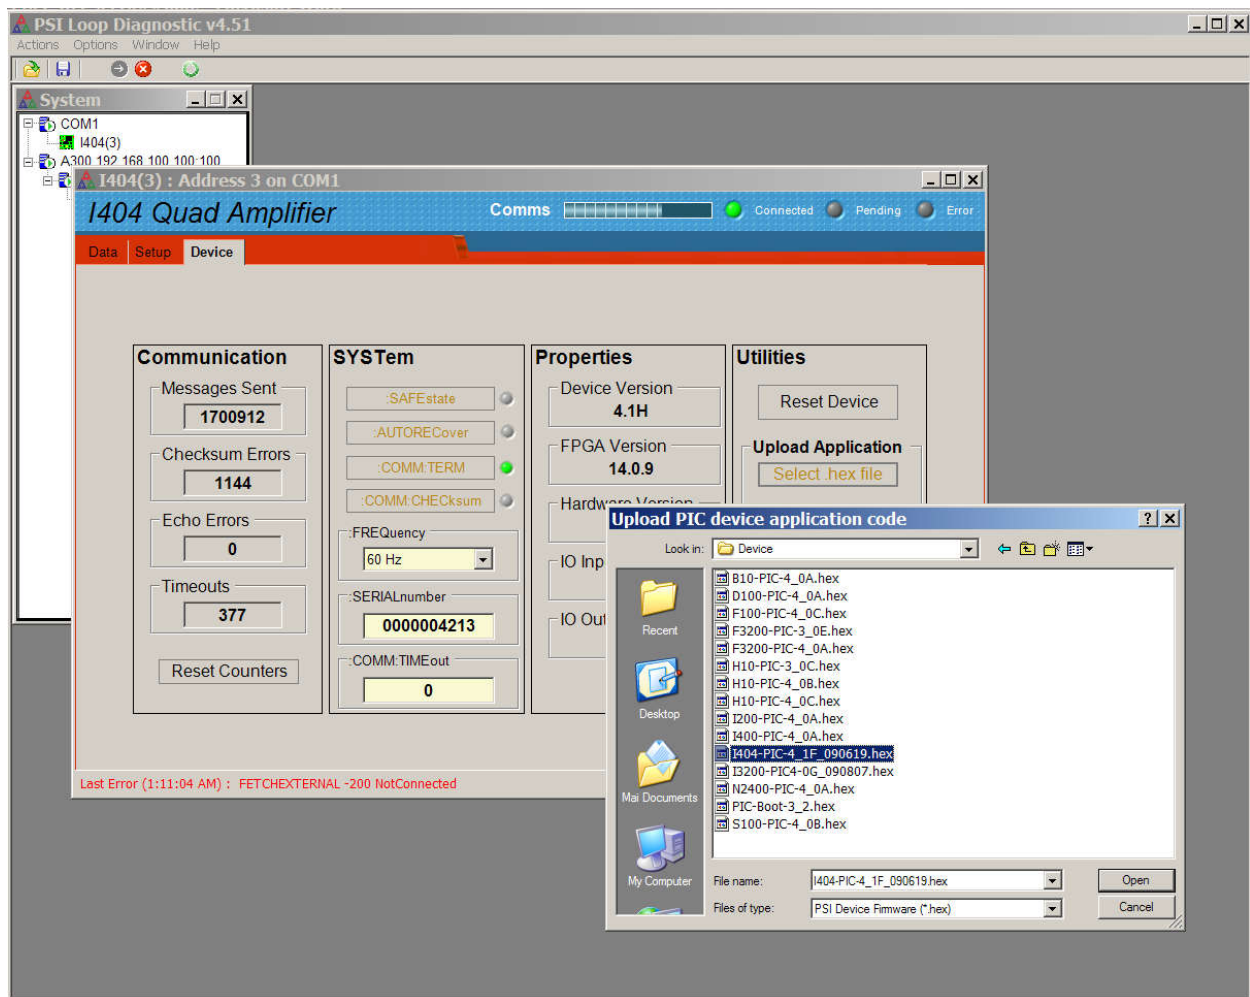 PSI Loop Diagnostic v4.51
Actions Options Window Help
System
COM1
I404(3)
A300 192.168.100.100:100
I404(3) : Address 3 on COM1
I404 Quad Amplifier
Comms
Connected
Pending
Error
Data Setup Device
Communication
Messages Sent
1700912
Checksum Errors
1144
Echo Errors
0
Timeouts
377
Reset Counters
SYSTem
:SAFEstate
:AUTORECover
:COMM:TERM
:COMM:CHECksum
:FREQuency
60 Hz
:SERIALnumber
0000004213
:COMM:TIMEout
0
Properties
Device Version
4.1H
FPGA Version
14.0.9
Hardware Version
IO Inp
IO Out
Utilities
Reset Device
Upload Application
Select .hex file
Last Error (1:11:04 AM) : FETCHEXTERNAL -200 NotConnected
Upload PIC device application code
Look in: Device
Recent
Desktop
Mai Documents
My Computer
B10-PIC-4_0A.hex
D100-PIC-4_0A.hex
F100-PIC-4_0C.hex
F3200-PIC-3_0E.hex
F3200-PIC-4_0A.hex
H10-PIC-3_0C.hex
H10-PIC-4_0B.hex
H10-PIC-4_0C.hex
I200-PIC-4_0A.hex
I400-PIC-4_0A.hex
I404-PIC-4_1F_090619.hex
I3200-PIC4-0G_090807.hex
N2400-PIC-4_0A.hex
PIC-Boot-3_2.hex
S100-PIC-4_0B.hex
File name: I404-PIC-4_1F_090619.hex
Open
Files of type: PSI Device Firmware (*.hex)
Cancel